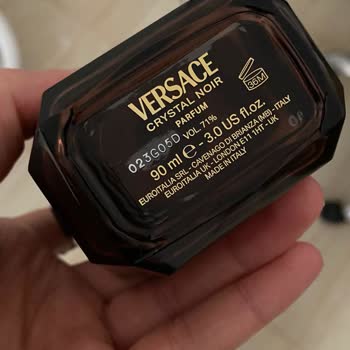 VERSACE
CRYSTAL NOIR
PARFUM
023G05D VOL 71%
90 ml e - 3.0 US fl.oz.
EUROITALIA SRL - CAVENAGO DI BRIANZA (MB) - ITALY
EUROITALIA UK - LONDON E11 1HT - UK
MADE IN ITALY
36M